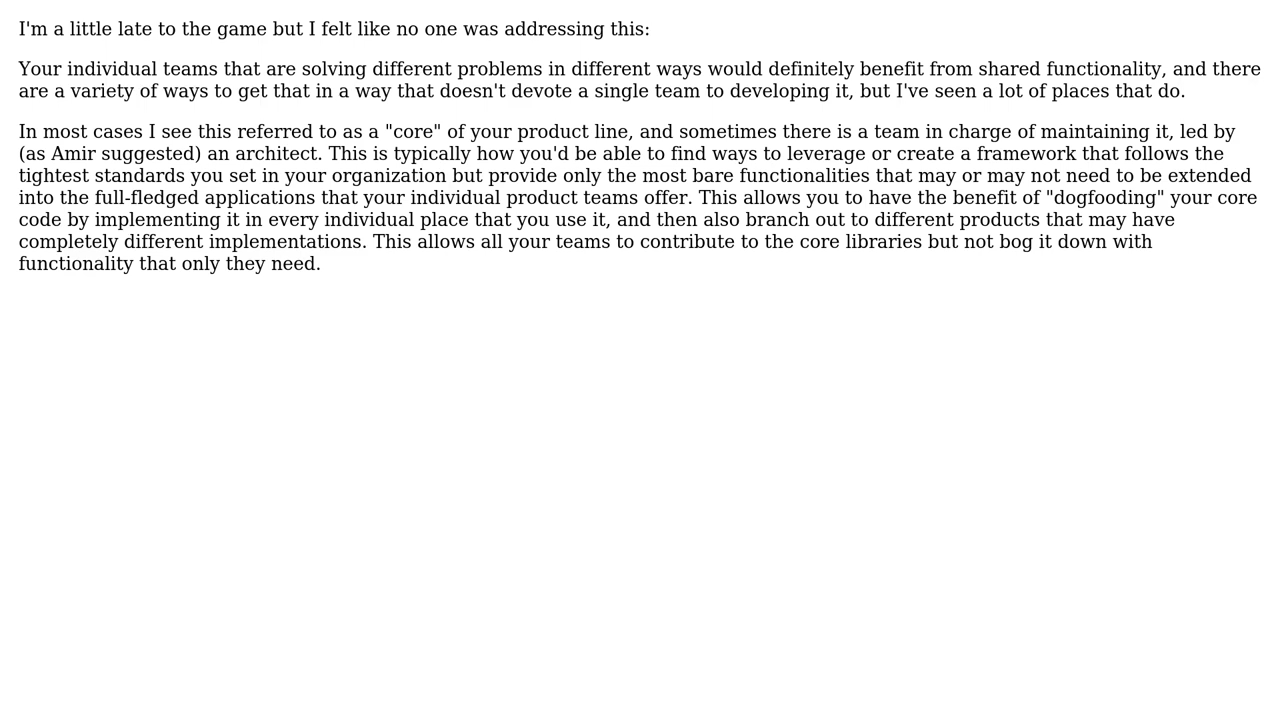 I'm a little late to the game but I felt like no one was addressing this:
Your individual teams that are solving different problems in different ways would definitely benefit from shared functionality, and there
are a variety of ways to get that in a way that doesn't devote a single team to developing it, but I've seen a lot of places that do.
In most cases I see this referred to as a "core" of your product line, and sometimes there is a team in charge of maintaining it, led by
(as Amir suggested) an architect. This is typically how you'd be able to find ways to leverage or create a framework that follows the
tightest standards you set in your organization but provide only the most bare functionalities that may or may not need to be extended
into the full-fledged applications that your individual product teams offer. This allows you to have the benefit of "dogfooding" your core
code by implementing it in every individual place that you use it, and then also branch out to different products that may have
completely different implementations. This allows all your teams to contribute to the core libraries but not bog it down with
functionality that only they need.